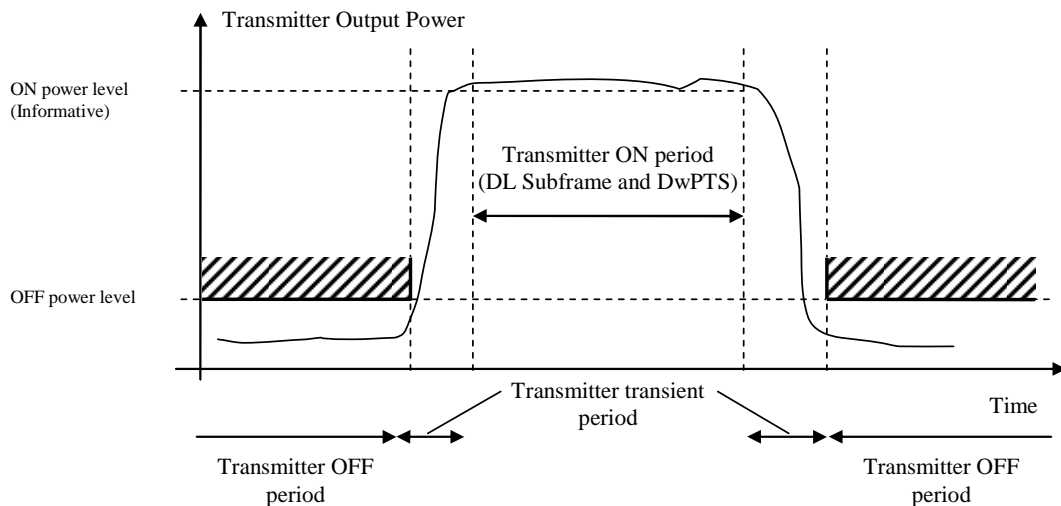 Transmitter Output Power
ON power level
(Informative)
Transmitter ON period
(DL Subframe and DwPTS)
OFF power level
Transmitter transient
period
Time
Transmitter OFF
period
Transmitter OFF
period